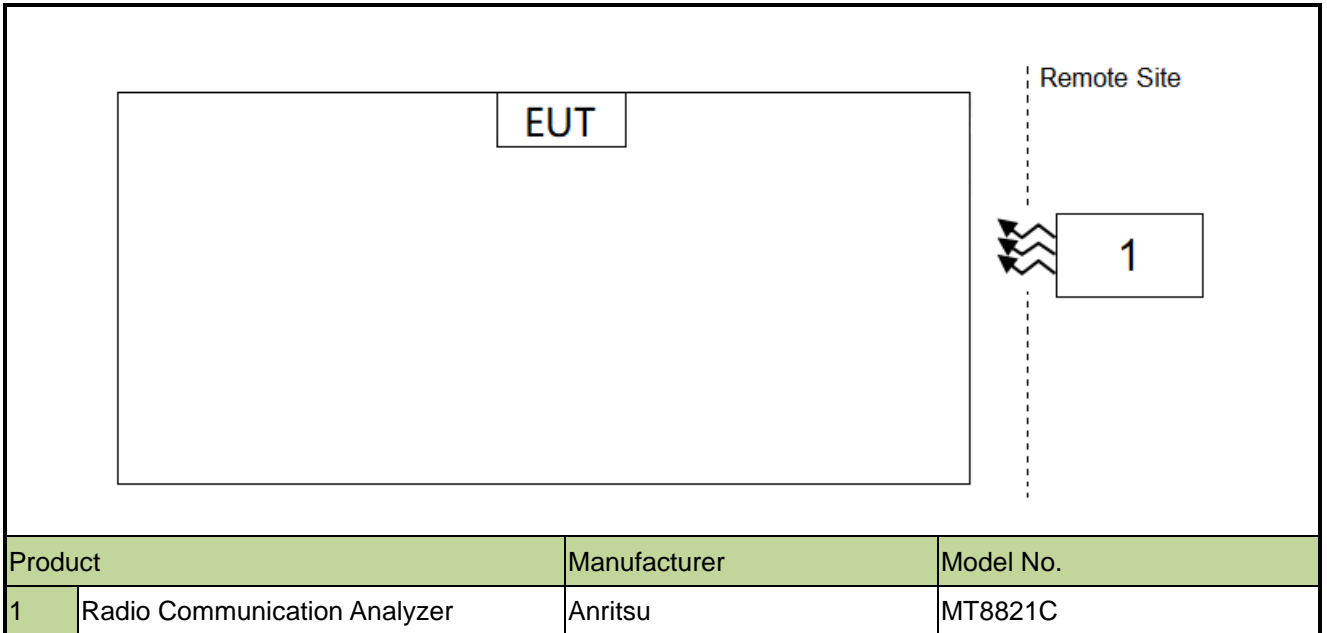 Remote Site
EUT
1
Product Manufacturer Model No.
1 Radio Communication Analyzer Anritsu MT8821C